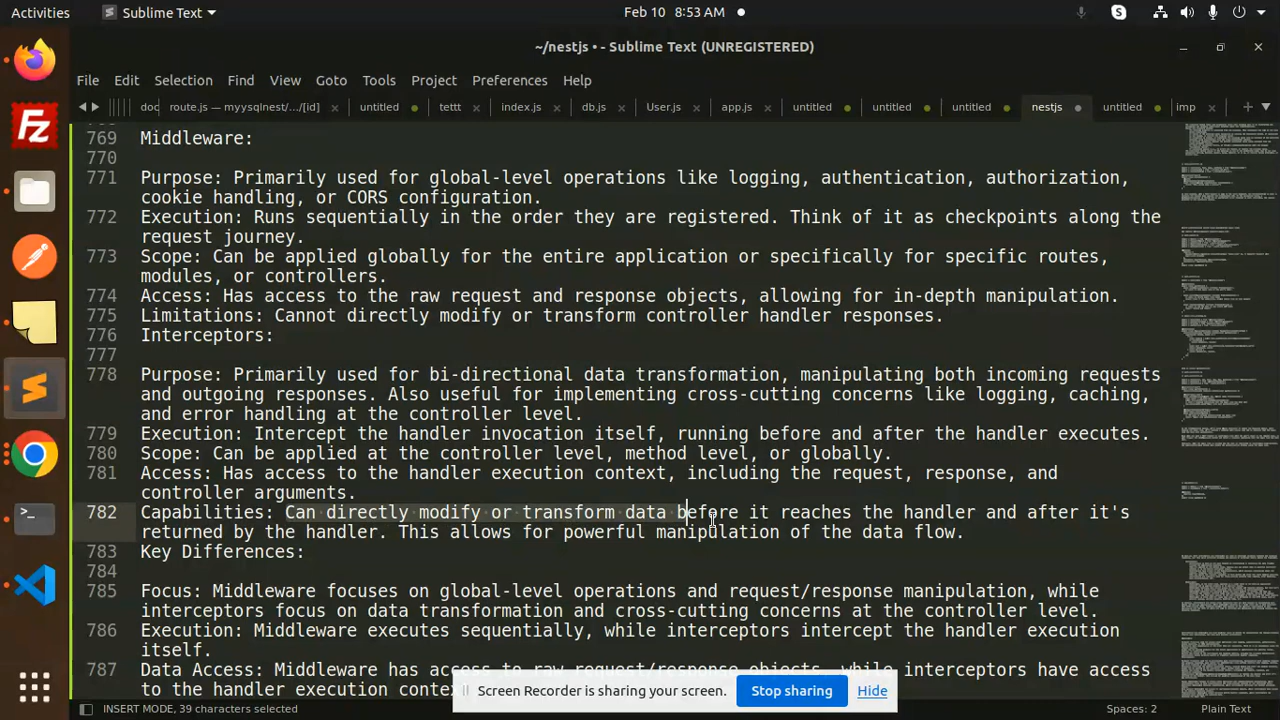 Activities
Sublime Text
Feb 10 8:53 AM
~/nestjs • - Sublime Text (UNREGISTERED)
File Edit Selection Find View Goto Tools Project Preferences Help
doc route.js — myysqlnest/.../[id] untitled tettt index.js db.js User.js app.js untitled untitled untitled nestjs untitled imp
769 Middleware:
770
771 Purpose: Primarily used for global-level operations like logging, authentication, authorization,
cookie handling, or CORS configuration.
772 Execution: Runs sequentially in the order they are registered. Think of it as checkpoints along the
request journey.
773 Scope: Can be applied globally for the entire application or specifically for specific routes,
modules, or controllers.
774 Access: Has access to the raw request and response objects, allowing for in-depth manipulation.
775 Limitations: Cannot directly modify or transform controller handler responses.
776 Interceptors:
777
778 Purpose: Primarily used for bi-directional data transformation, manipulating both incoming requests
and outgoing responses. Also useful for implementing cross-cutting concerns like logging, caching,
and error handling at the controller level.
779 Execution: Intercept the handler invocation itself, running before and after the handler executes.
780 Scope: Can be applied at the controller level, method level, or globally.
781 Access: Has access to the handler execution context, including the request, response, and
controller arguments.
782 Capabilities: Can directly modify or transform data before it reaches the handler and after it's
returned by the handler. This allows for powerful manipulation of the data flow.
783 Key Differences:
784
785 Focus: Middleware focuses on global-level operations and request/response manipulation, while
interceptors focus on data transformation and cross-cutting concerns at the controller level.
786 Execution: Middleware executes sequentially, while interceptors intercept the handler execution
itself.
787 Data Access: Middleware has access to raw request/response objects, while interceptors have access
to the handler execution conte
Screen Recorder is sharing your screen. Stop sharing Hide
INSERT MODE, 39 characters selected
Spaces: 2 Plain Text